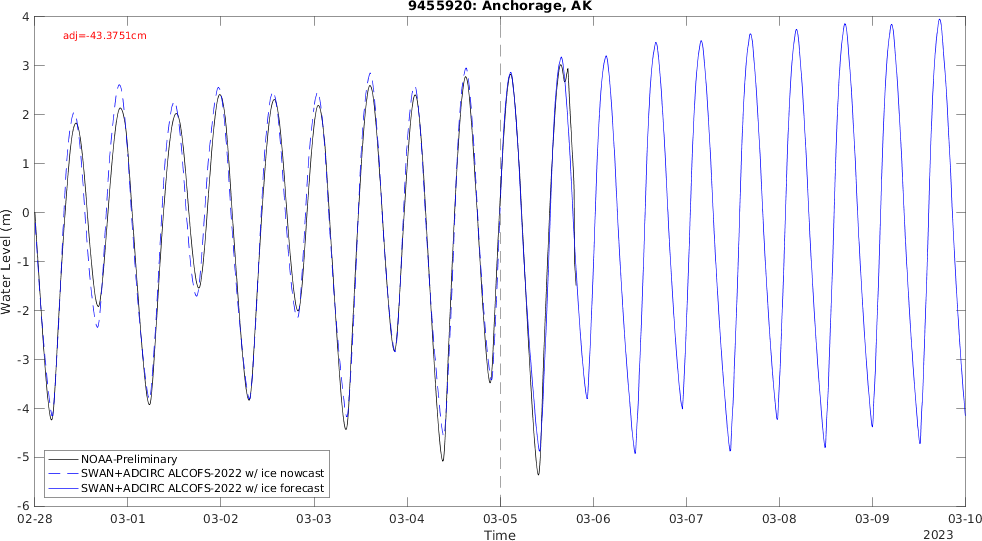 9455920: Anchorage, AK
adj=-43.3751cm
4
3
2
1
0
-1
-2
-3
-4
-5
-6
Water Level (m)
NOAA-Preliminary
SWAN+ADCIRC ALCOFS-2022 w/ ice nowcast
SWAN+ADCIRC ALCOFS-2022 w/ ice forecast
02-28 03-01 03-02 03-03 03-04 03-05 03-06 03-07 03-08 03-09 03-10
Time
2023